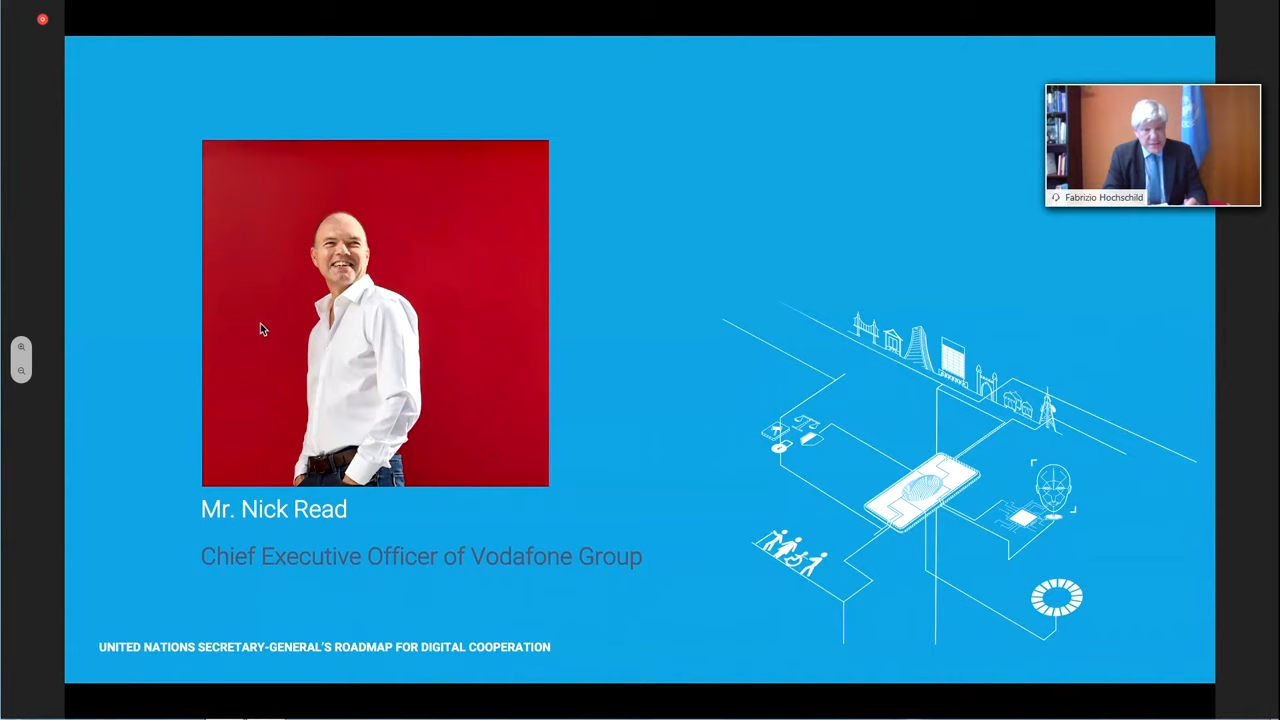 Fabrizio Hochschild
Mr. Nick Read
Chief Executive Officer of Vodafone Group
UNITED NATIONS SECRETARY-GENERAL'S ROADMAP FOR DIGITAL COOPERATION